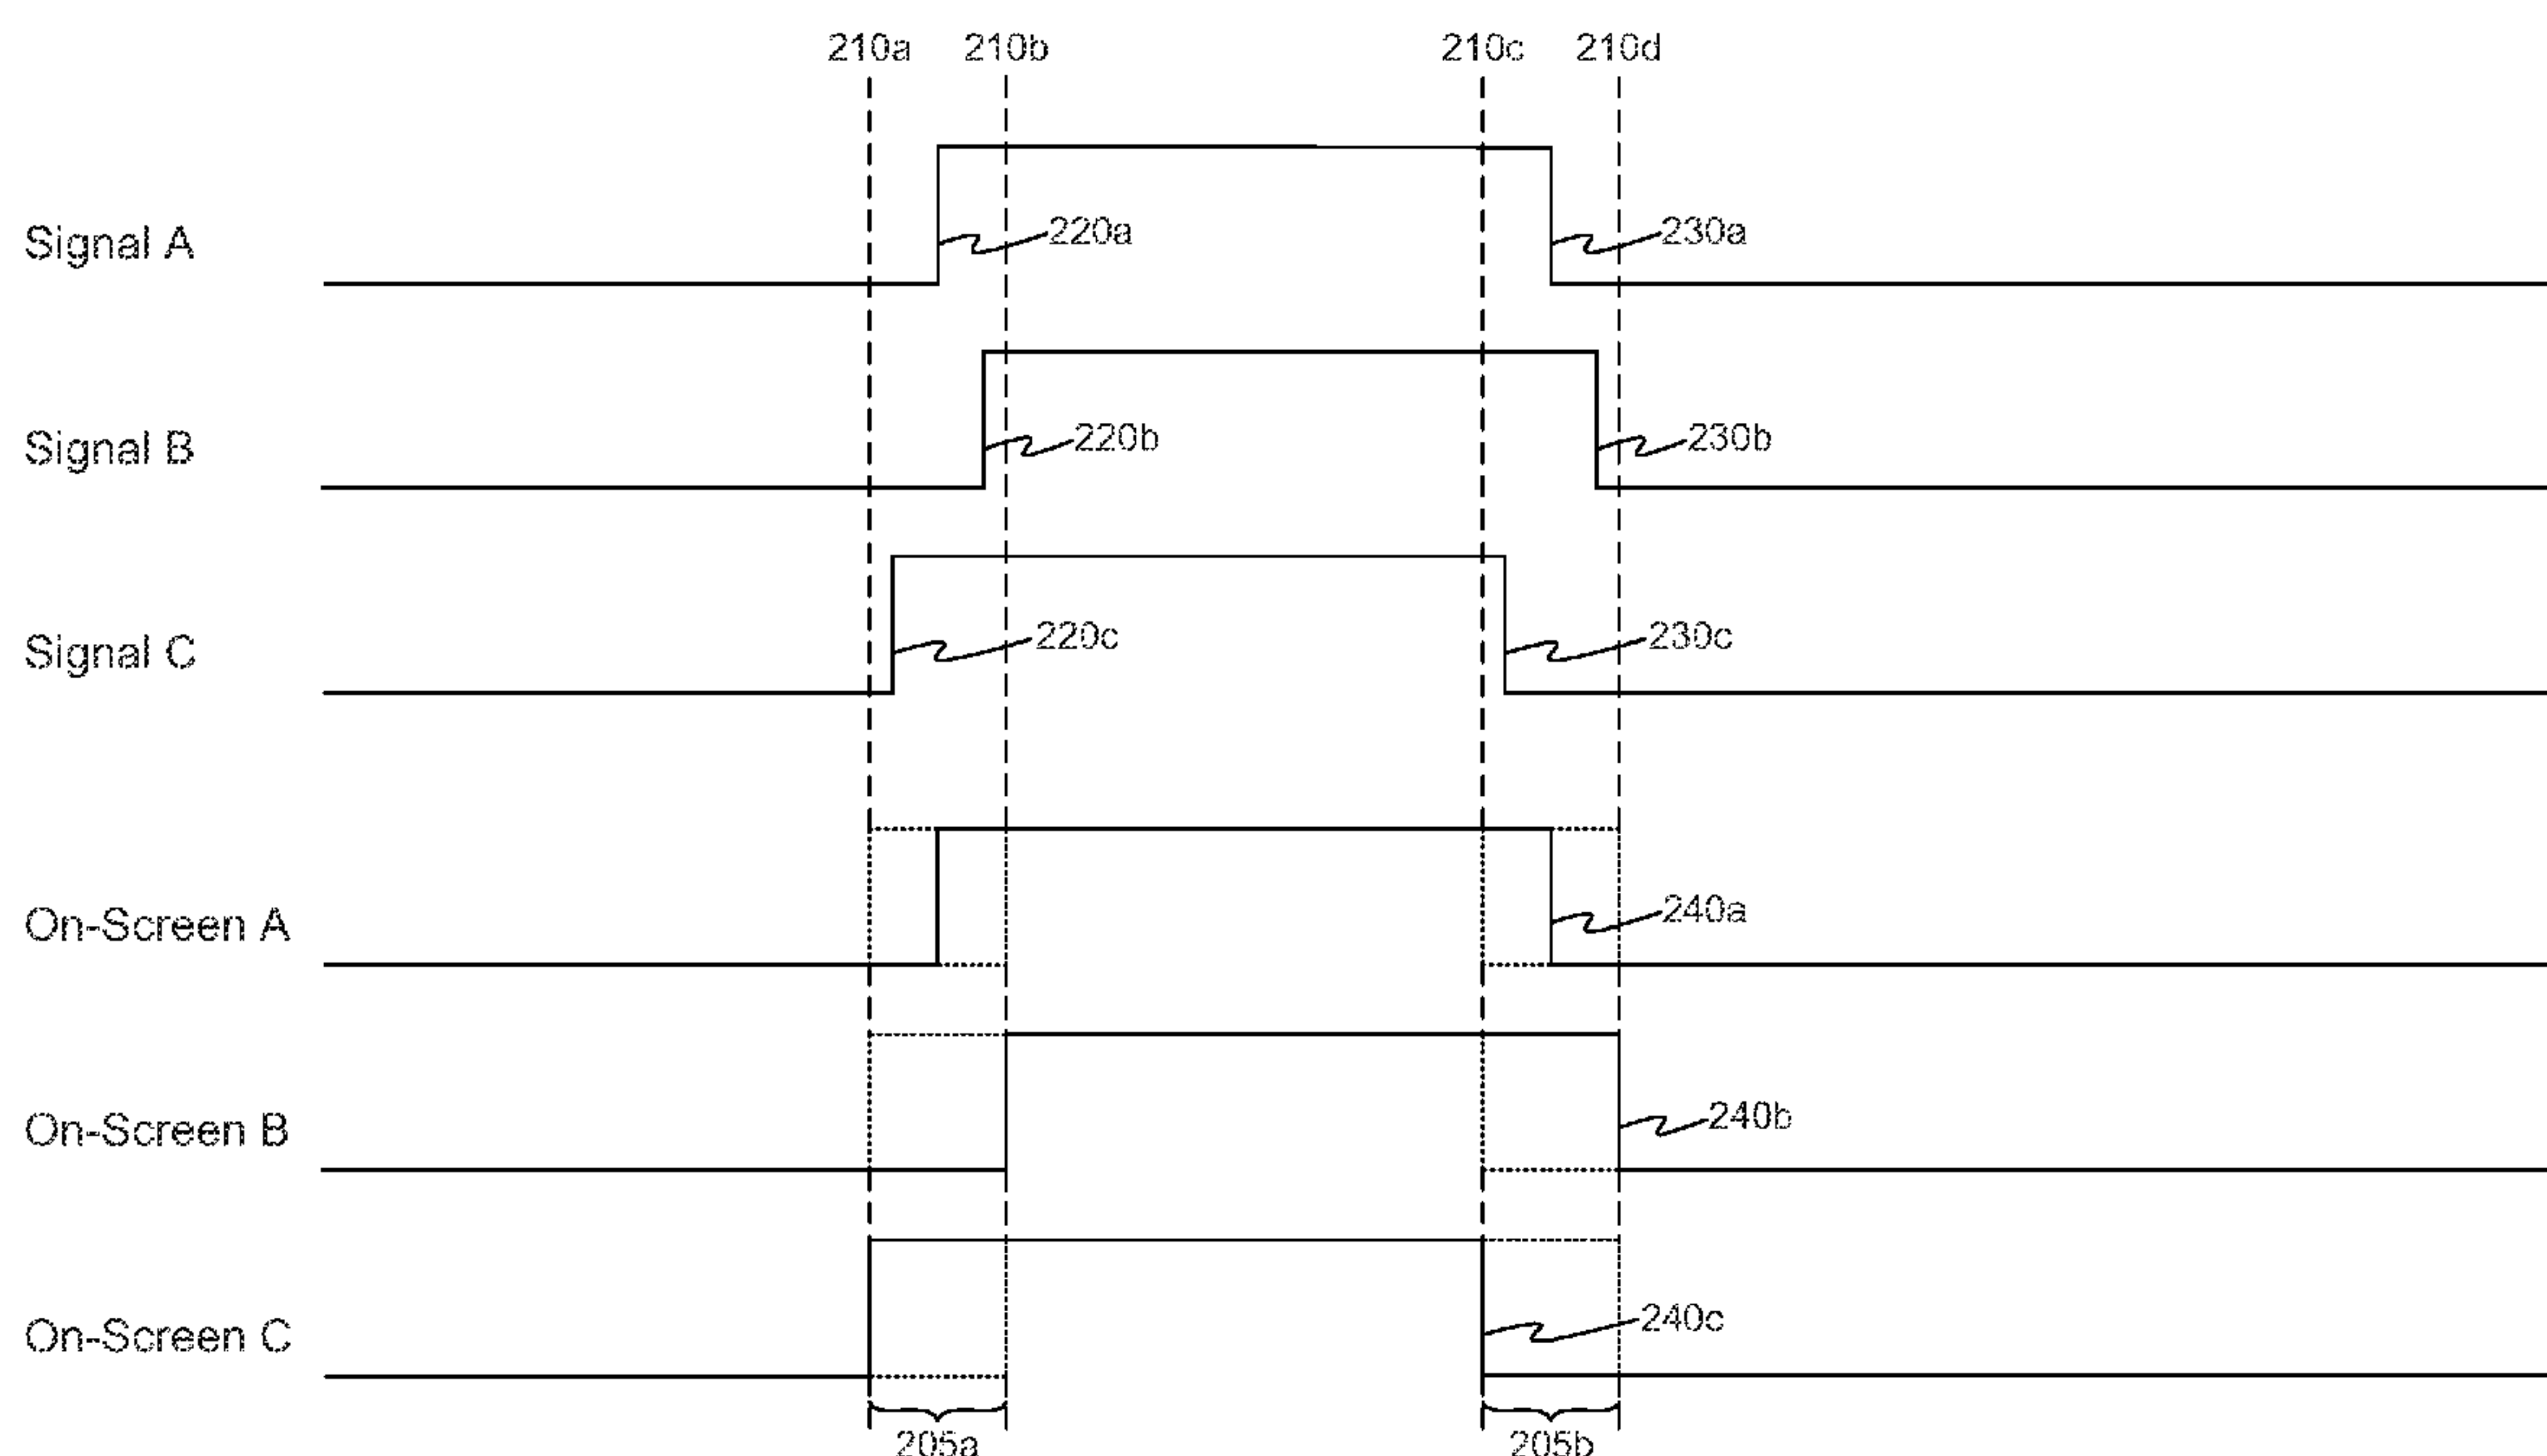 210a 210b 210c 210d
Signal A 220a 230a
Signal B 220b 230b
Signal C 220c 230c
On-Screen A 240a
On-Screen B 240b
On-Screen C 240c
205a 205b